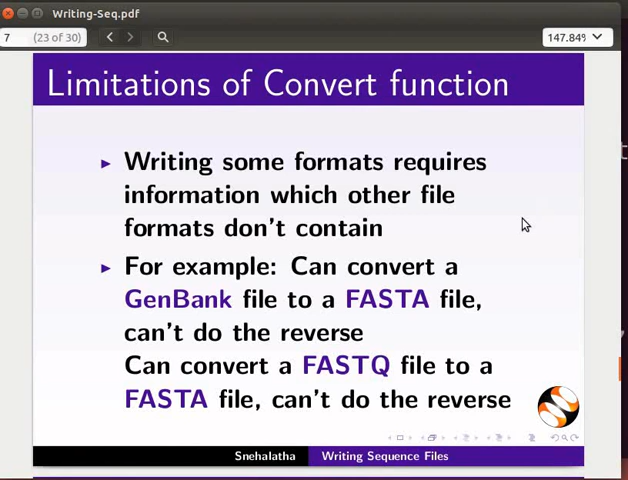 Writing-Seq.pdf
7 (23 of 30) 147.84%
Limitations of Convert function
Writing some formats requires
information which other file
formats don't contain
For example: Can convert a
GenBank file to a FASTA file,
can't do the reverse
Can convert a FASTQ file to a
FASTA file, can't do the reverse
Snehalatha Writing Sequence Files